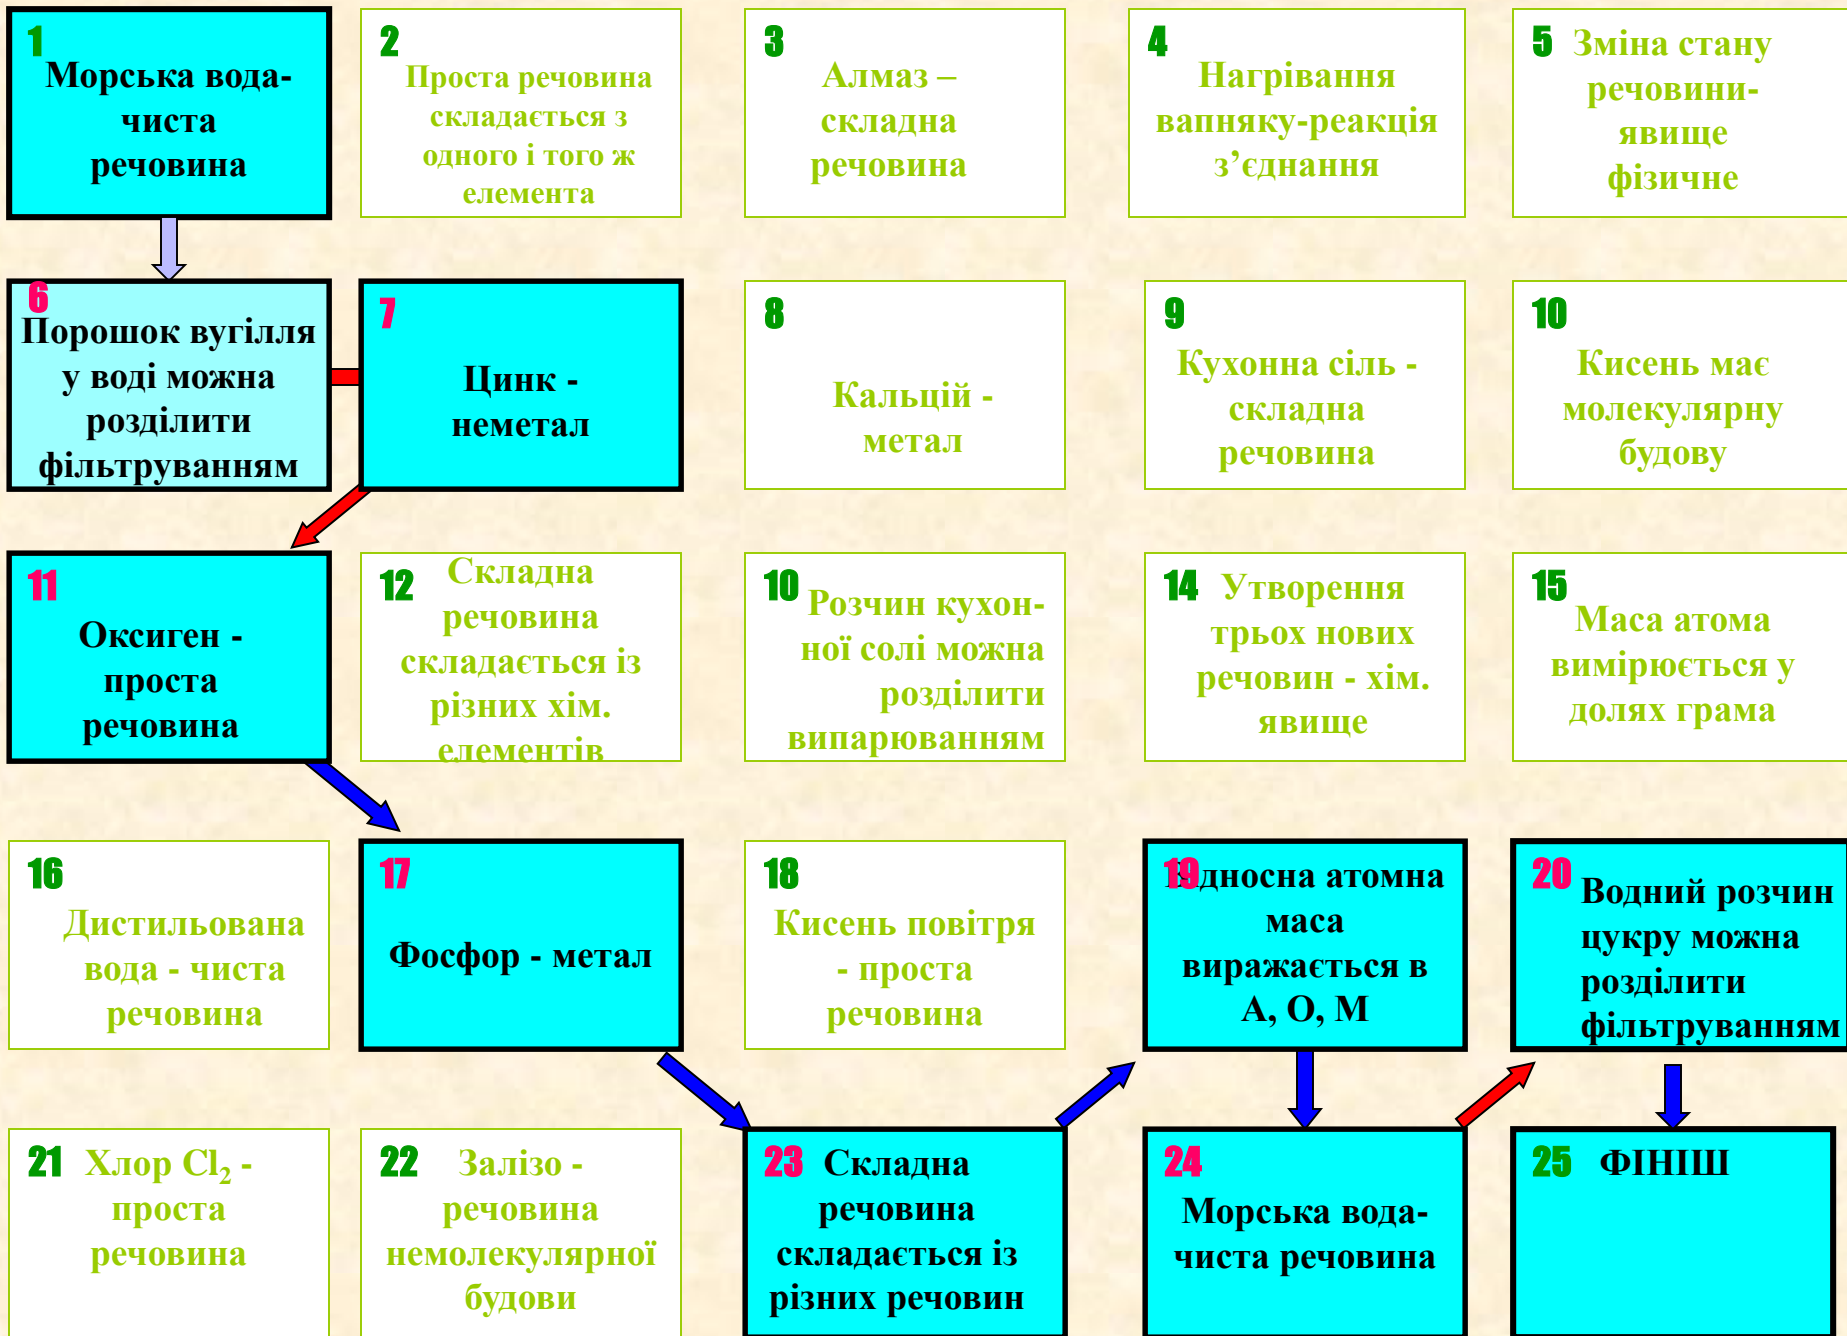 1
Морська вода-
чиста
речовина
2
Проста речовина
складається з
одного і того ж
елемента
3
Алмаз –
складна
речовина
4
Нагрівання
вапняку-реакція
з’єднання
5 Зміна стану
речовини-
явище
фізичне
6
Порошок вугілля
у воді можна
розділити
фільтруванням
7
Цинк -
неметал
8
Кальцій -
метал
9
Кухонна сіль -
складна
речовина
10
Кисень має
молекулярну
будову
11
Оксиген -
проста
речовина
12 Складна
речовина
складається із
різних хім.
елементів
10
Розчин кухон-
ної солі можна
розділити
випарюванням
14 Утворення
трьох нових
речовин - хім.
явище
15
Маса атома
вимірюється у
долях грама
16
Дистильована
вода - чиста
речовина
17
Фосфор - метал
18
Кисень повітря
- проста
речовина
19 Відносна атомна
маса
виражається в
А, О, М
20
Водний розчин
цукру можна
розділити
фільтруванням
21 Хлор Cl₂ -
проста
речовина
22 Залізо -
речовина
немолекулярної
будови
23 Складна
речовина
складається із
різних речовин
24
Морська вода-
чиста речовина
25 ФІНІШ